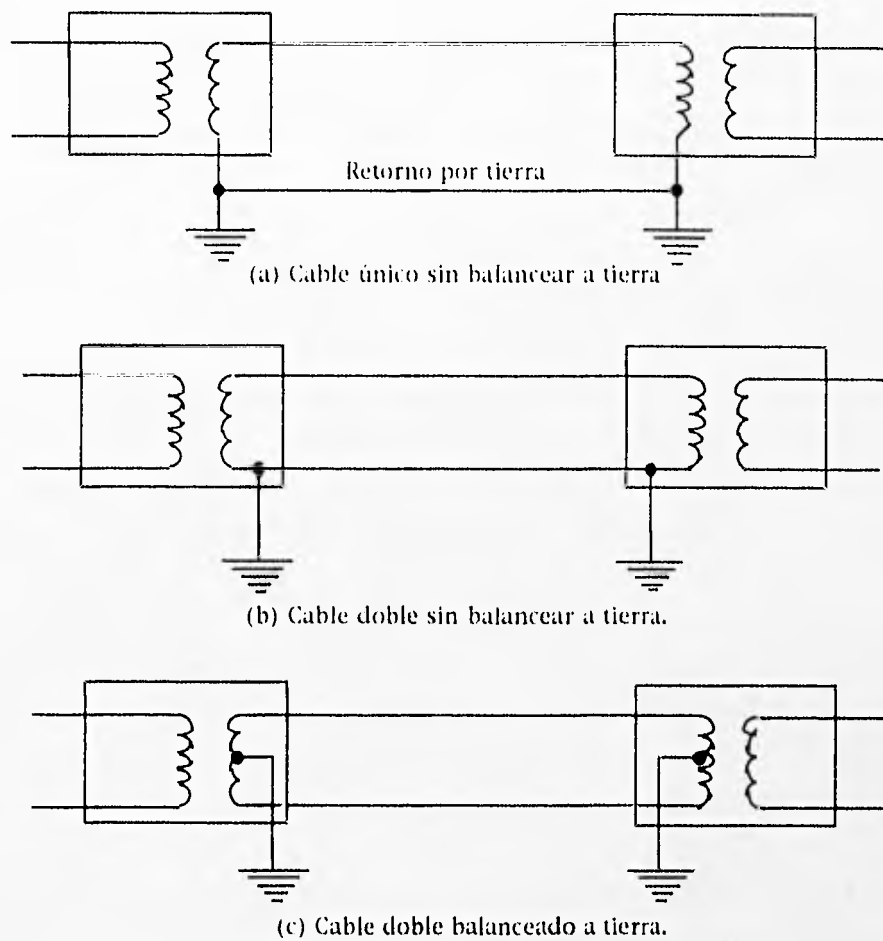 Retorno por tierra
(a) Cable único sin balancear a tierra
(b) Cable doble sin balancear a tierra.
(c) Cable doble balanceado a tierra.